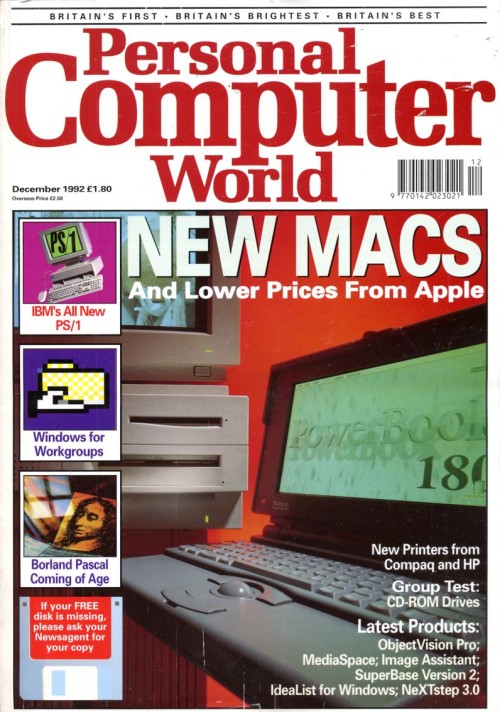 BRITAIN'S FIRST · BRITAIN'S BRIGHTEST · BRITAIN'S BEST
Personal
Computer
World
December 1992 £1.80
Overseas Price £2.50
12
9 770142 023021
NEW MACS
And Lower Prices From Apple
PS/1
IBM's All New
PS/1
Windows for
Workgroups
Borland Pascal
Coming of Age
If your FREE
disk is missing,
please ask your
Newsagent for
your copy
PowerBook
180
New Printers from
Compaq and HP
Group Test:
CD-ROM Drives
Latest Products:
ObjectVision Pro;
MediaSpace; Image Assistant;
SuperBase Version 2;
IdeaList for Windows; NeXTstep 3.0